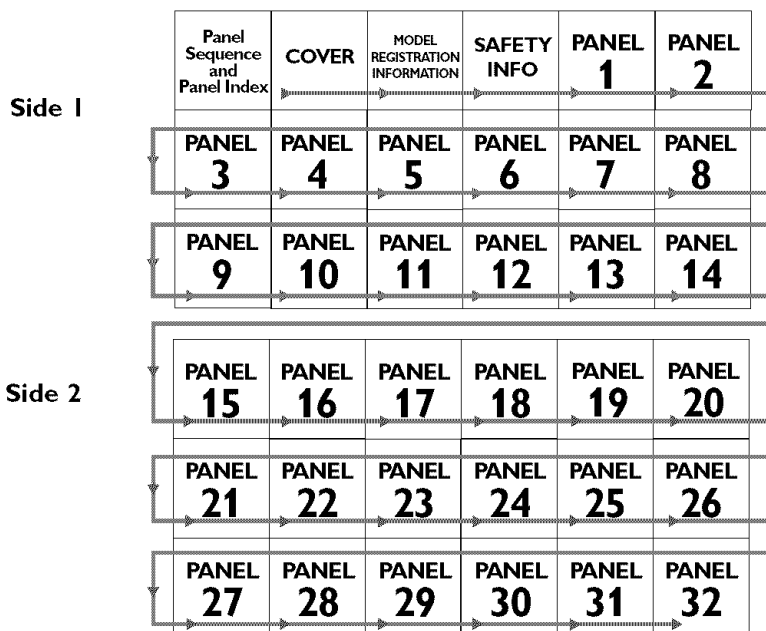 Panel
Sequence
and
Panel Index
COVER
MODEL
REGISTRATION
INFORMATION
SAFETY
INFO
PANEL
1
PANEL
2
Side 1
PANEL
3
PANEL
4
PANEL
5
PANEL
6
PANEL
7
PANEL
8
PANEL
9
PANEL
10
PANEL
11
PANEL
12
PANEL
13
PANEL
14
Side 2
PANEL
15
PANEL
16
PANEL
17
PANEL
18
PANEL
19
PANEL
20
PANEL
21
PANEL
22
PANEL
23
PANEL
24
PANEL
25
PANEL
26
PANEL
27
PANEL
28
PANEL
29
PANEL
30
PANEL
31
PANEL
32